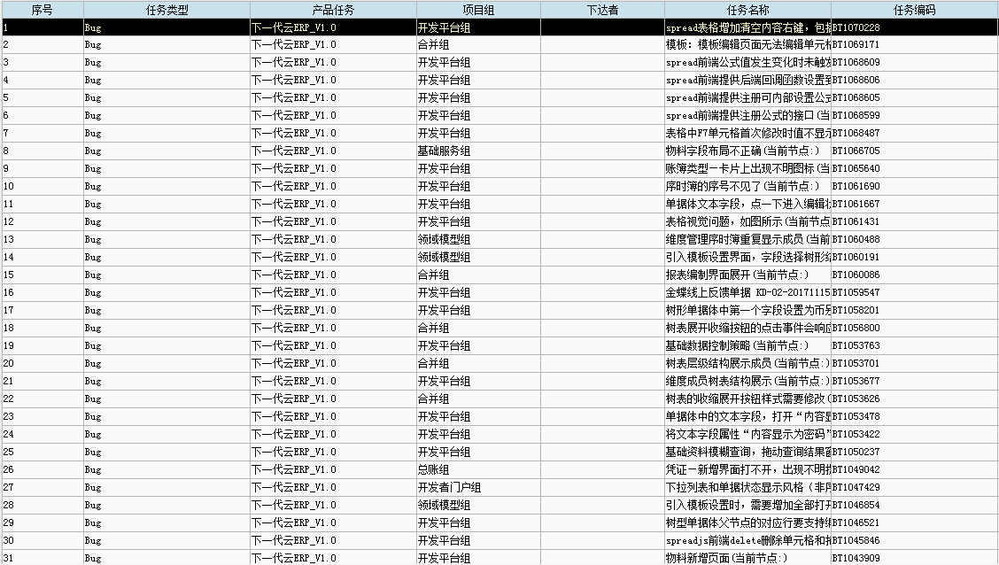 序号 任务类型 产品任务 项目组 下达者 任务名称 任务编码
1 Bug 下一代云ERP_V1.0 开发平台组 spread表格增加清空内容右键，包括 BT1070228
2 Bug 下一代云ERP_V1.0 合并组 模板：模板编辑页面无法编辑单元格 BT1069171
3 Bug 下一代云ERP_V1.0 开发平台组 spread前端公式值发生变化时未触发 BT1068609
4 Bug 下一代云ERP_V1.0 开发平台组 spread前端提供后端回调函数设置到 BT1068606
5 Bug 下一代云ERP_V1.0 开发平台组 spread前端提供注册可内部设置公式 BT1068605
6 Bug 下一代云ERP_V1.0 开发平台组 spread前端提供注册公式的接口(当 BT1068599
7 Bug 下一代云ERP_V1.0 开发平台组 表格中F7单元格首次修改时值不显示 BT1068487
8 Bug 下一代云ERP_V1.0 基础服务组 物料字段布局不正确(当前节点:) BT1066705
9 Bug 下一代云ERP_V1.0 开发平台组 账簿类型－卡片上出现不明图标(当 BT1065640
10 Bug 下一代云ERP_V1.0 开发平台组 序时簿的序号不见了(当前节点:) BT1061690
11 Bug 下一代云ERP_V1.0 开发平台组 单据体文本字段，点一下进入编辑状 BT1061667
12 Bug 下一代云ERP_V1.0 开发平台组 表格视觉问题，如图所示(当前节点 BT1061431
13 Bug 下一代云ERP_V1.0 领域模型组 维度管理序时簿重复显示成员(当前 BT1060488
14 Bug 下一代云ERP_V1.0 领域模型组 引入模板设置界面，字段选择树形结 BT1060191
15 Bug 下一代云ERP_V1.0 合并组 报表编制界面展开(当前节点:) BT1060086
16 Bug 下一代云ERP_V1.0 开发平台组 金蝶线上反馈单据 KD-02-20171115 BT1059547
17 Bug 下一代云ERP_V1.0 开发平台组 树形单据体中第一个字段设置为币别 BT1058201
18 Bug 下一代云ERP_V1.0 合并组 树表展开收缩按钮的点击事件会响应 BT1056800
19 Bug 下一代云ERP_V1.0 开发平台组 基础数据控制策略(当前节点:) BT1053763
20 Bug 下一代云ERP_V1.0 合并组 树表层级结构展示成员(当前节点:) BT1053701
21 Bug 下一代云ERP_V1.0 开发平台组 维度成员树表结构展示(当前节点:) BT1053677
22 Bug 下一代云ERP_V1.0 合并组 树表的收缩展开按钮样式需要修改( BT1053626
23 Bug 下一代云ERP_V1.0 开发平台组 单据体中的文本字段，打开“内容显 BT1053478
24 Bug 下一代云ERP_V1.0 开发平台组 将文本字段属性“内容显示为密码” BT1053422
25 Bug 下一代云ERP_V1.0 开发平台组 基础资料模糊查询，拖动查询结果窗 BT1050237
26 Bug 下一代云ERP_V1.0 总账组 凭证－新增界面打不开，出现不明报 BT1049042
27 Bug 下一代云ERP_V1.0 开发者门户组 下拉列表和单据状态显示风格（非用 BT1047429
28 Bug 下一代云ERP_V1.0 领域模型组 引入模板设置时，需要增加全部打开 BT1046854
29 Bug 下一代云ERP_V1.0 开发平台组 树型单据体父节点的对应行要支持编 BT1046521
30 Bug 下一代云ERP_V1.0 开发平台组 spreadjs前端delete删除单元格和按 BT1045846
31 Bug 下一代云ERP_V1.0 开发平台组 物料新增页面(当前节点:) BT1043909